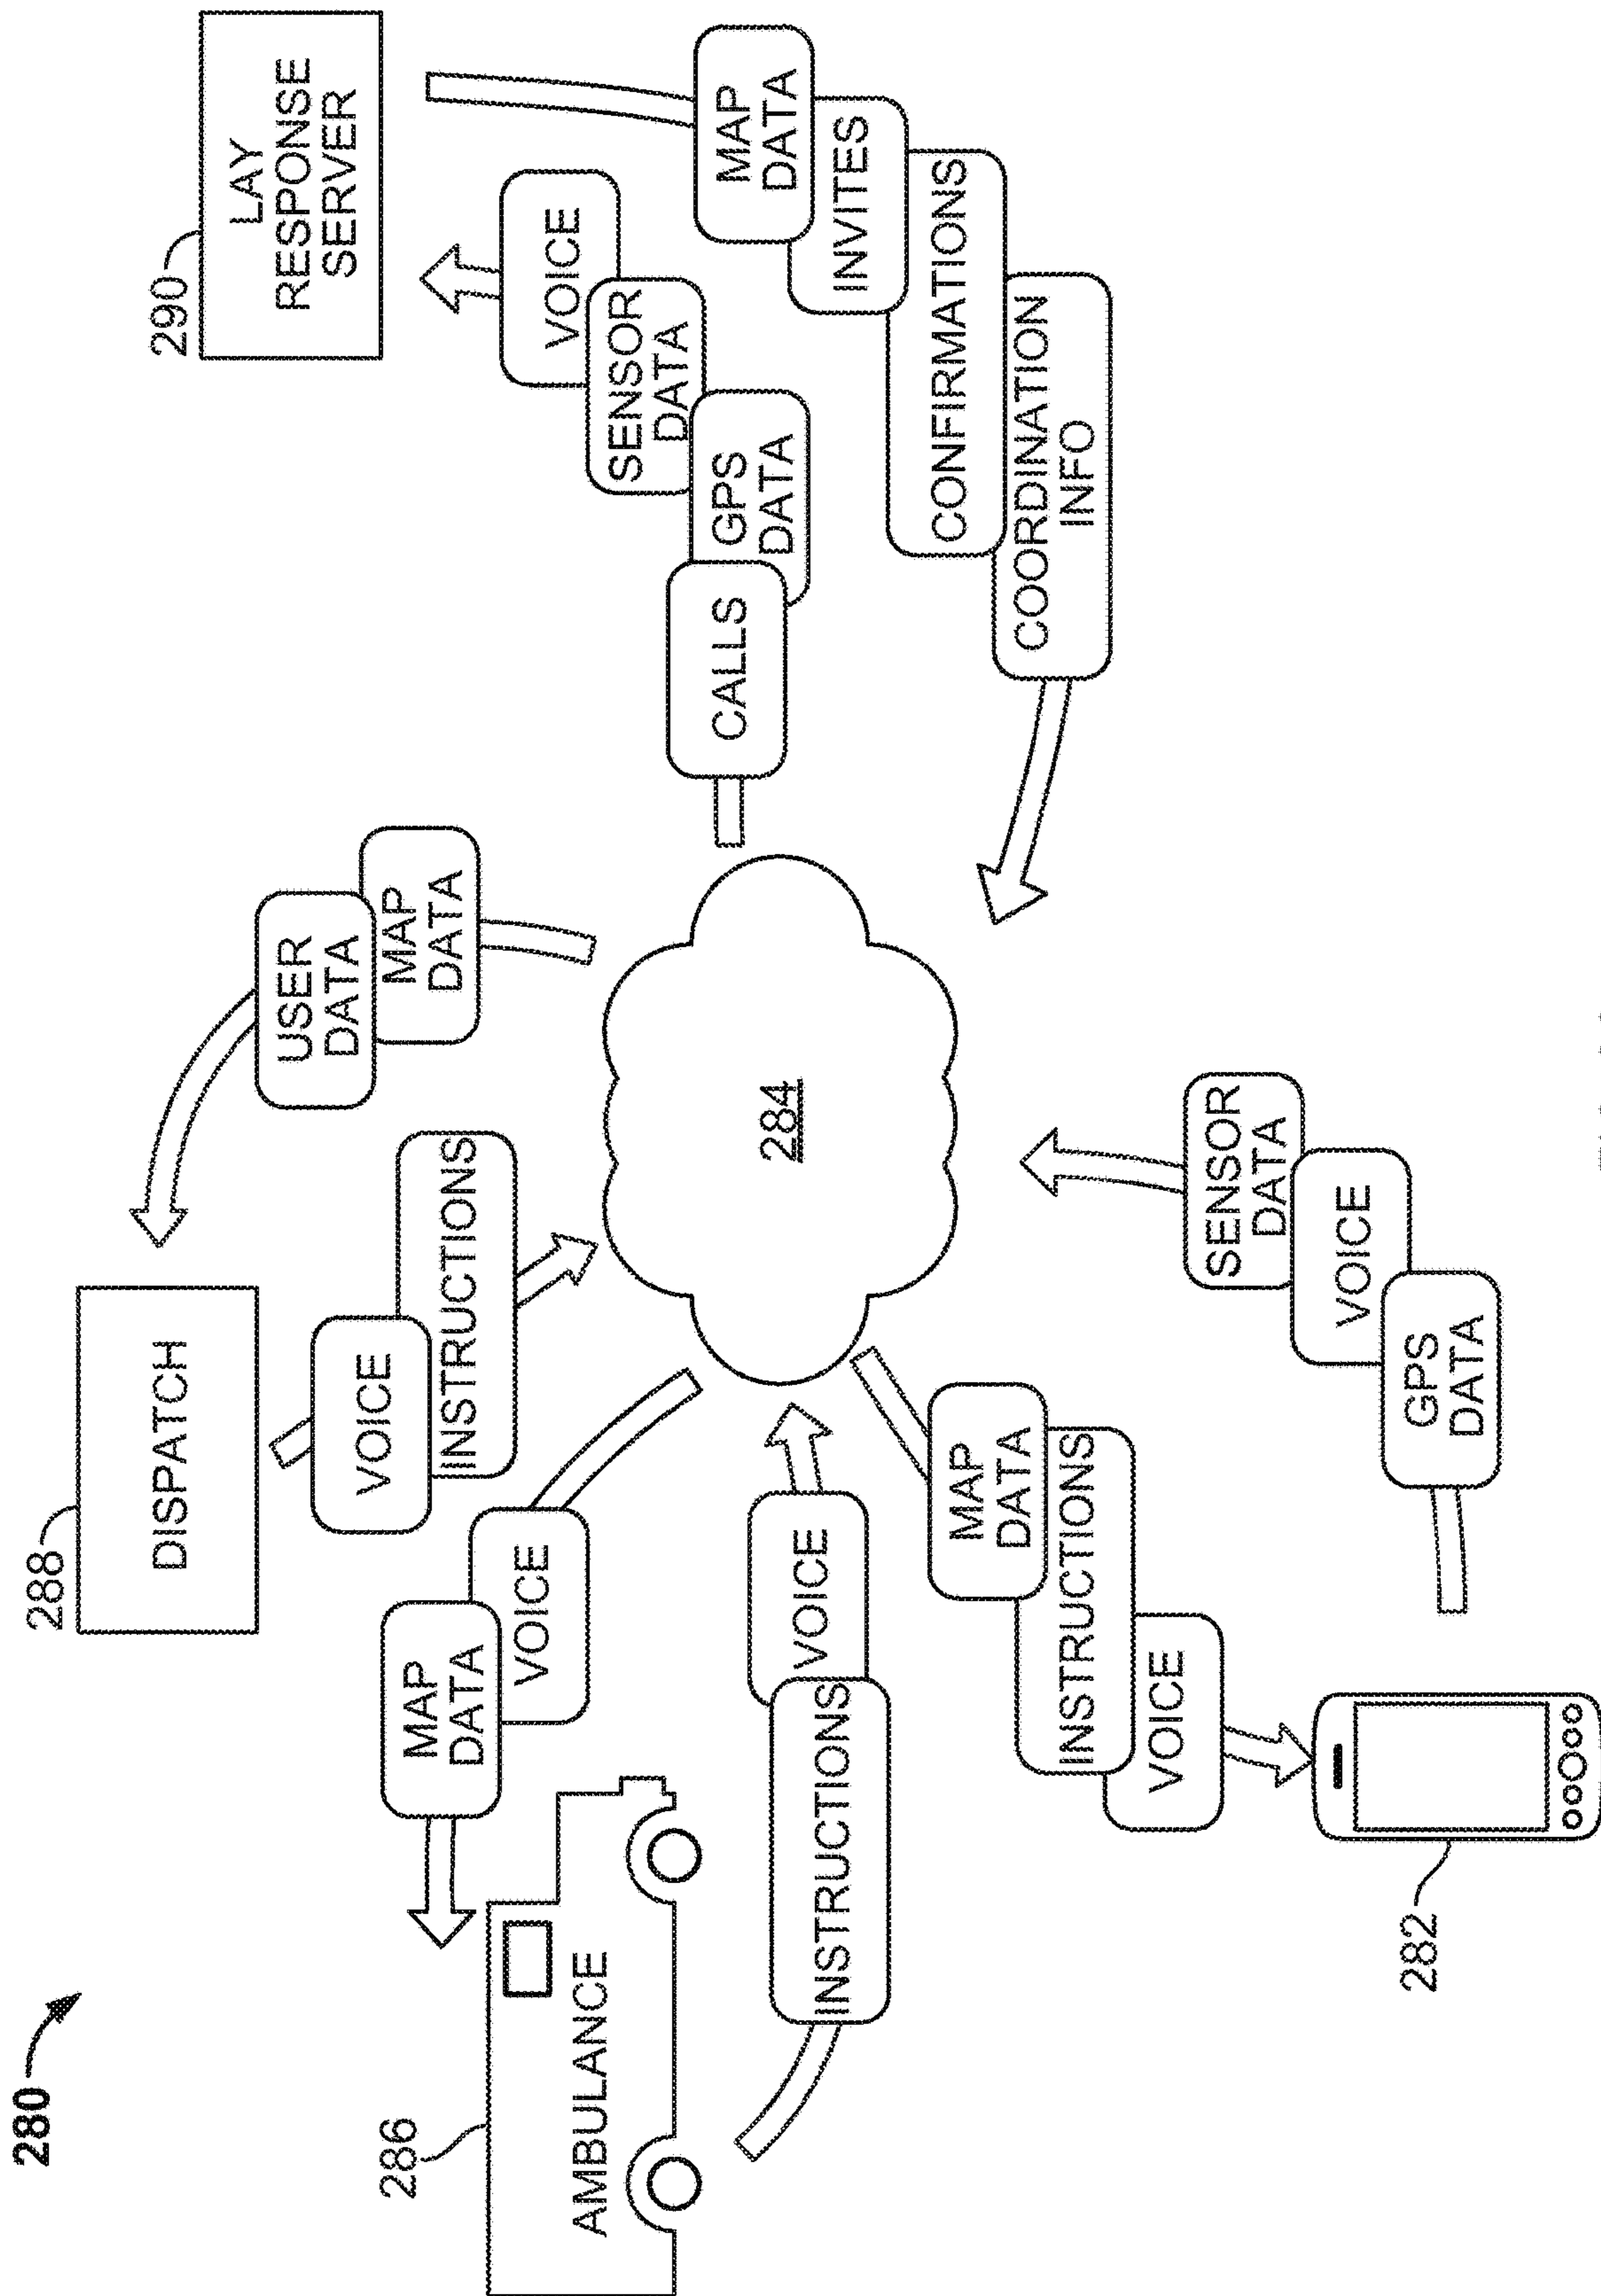 280
288
DISPATCH
290
LAY
RESPONSE
SERVER
USER
DATA
MAP
DATA
VOICE
INSTRUCTIONS
VOICE
SENSOR
DATA
GPS
DATA
CALLS
MAP
DATA
INVITES
CONFIRMATIONS
COORDINATION
INFO
286
AMBULANCE
MAP
DATA
VOICE
284
INSTRUCTIONS
VOICE
MAP
DATA
INSTRUCTIONS
VOICE
SENSOR
DATA
VOICE
GPS
DATA
282